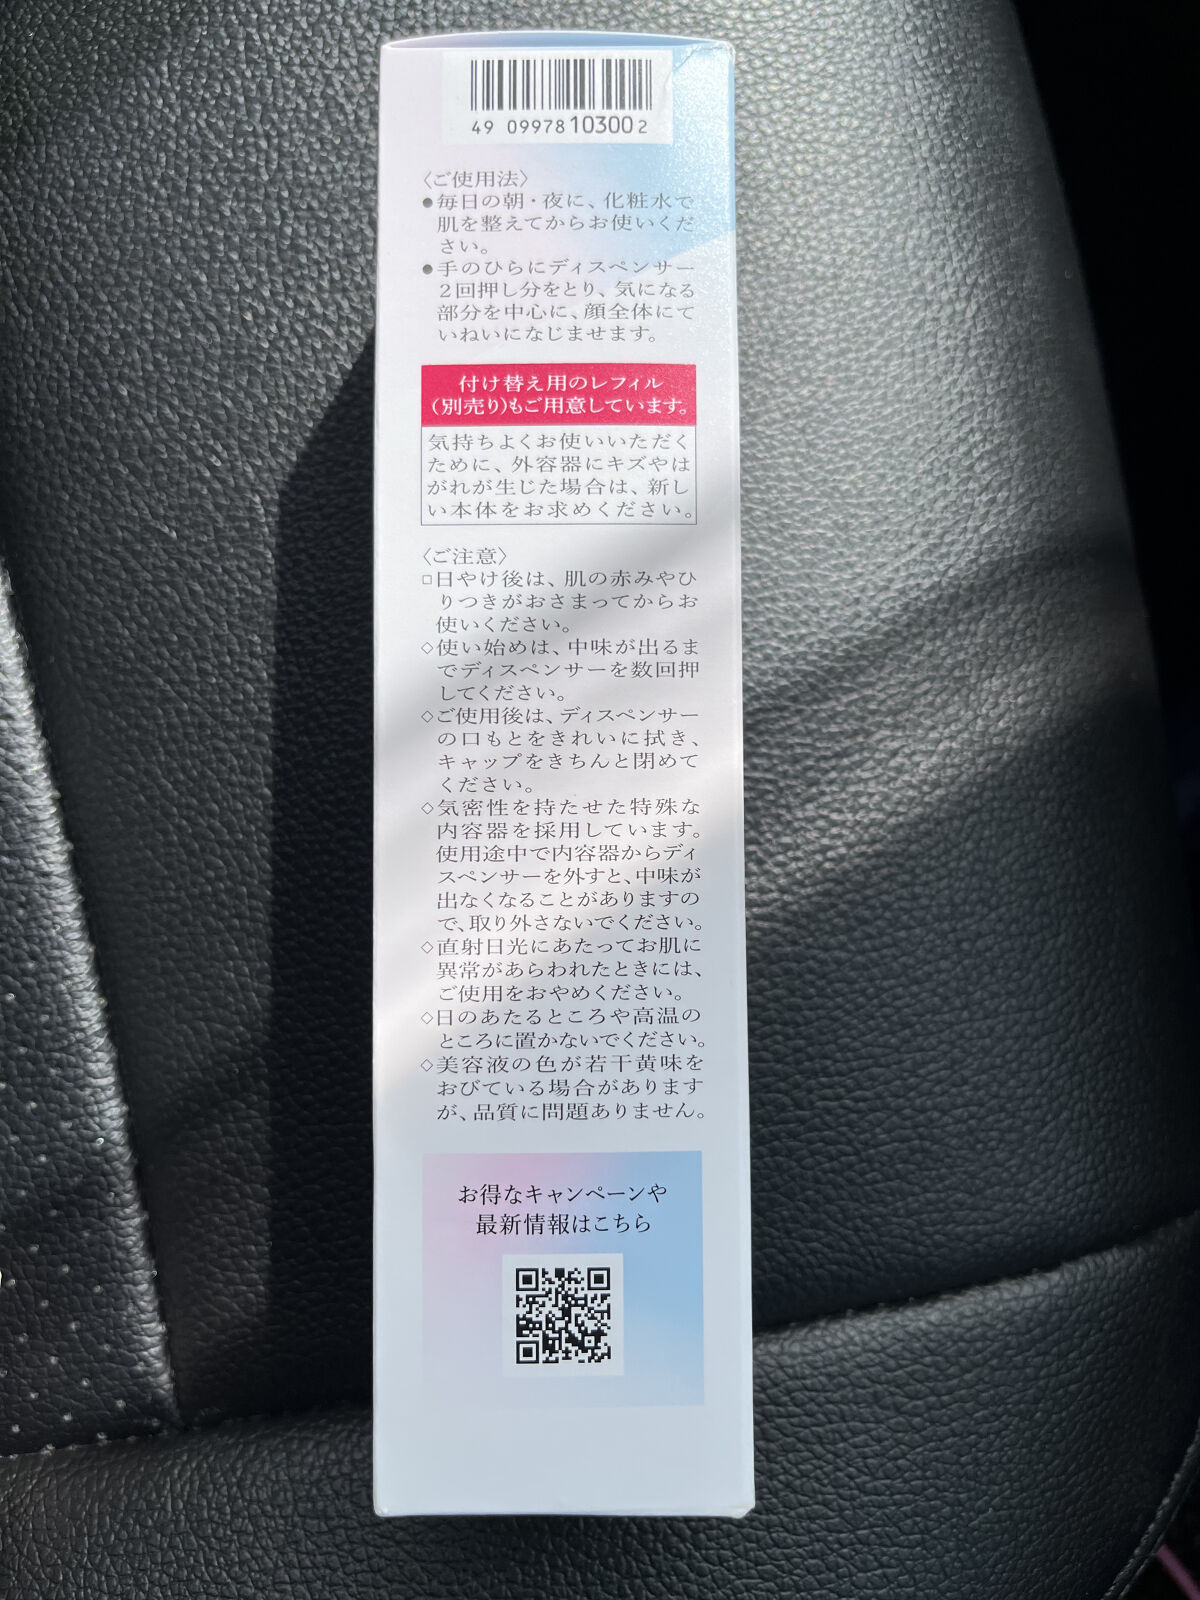 49 09978 10300 2
〈ご使用法〉
●毎日の朝・夜に、化粧水で
肌を整えてからお使いくだ
さい。
●手のひらにディスペンサー
2回押し分をとり、気になる
部分を中心に、顔全体にて
いねいになじませます。
付け替え用のレフィル
(別売り)もご用意しています。
気持ちよくお使いいただく
ために、外容器にキズやは
がれが生じた場合は、新し
い本体をお求めください。
〈ご注意〉
□日やけ後は、肌の赤みやひ
りつきがおさまってからお
使いください。
◇使い始めは、中味が出るま
でディスペンサーを数回押
してください。
◇ご使用後は、ディスペンサー
の口もとをきれいに拭き、
キャップをきちんと閉めて
ください。
◇気密性を持たせた特殊な
内容器を採用しています。
使用途中で内容器からディ
スペンサーを外すと、中味が
出なくなることがありますの
で、取り外さないでください。
◇直射日光にあたってお肌に
異常があらわれたときには、
ご使用をおやめください。
◇日のあたるところや高温の
ところに置かないでください。
◇美容液の色が若干黄味を
おびている場合があります
が、品質に問題ありません。
お得なキャンペーンや
最新情報はこちら